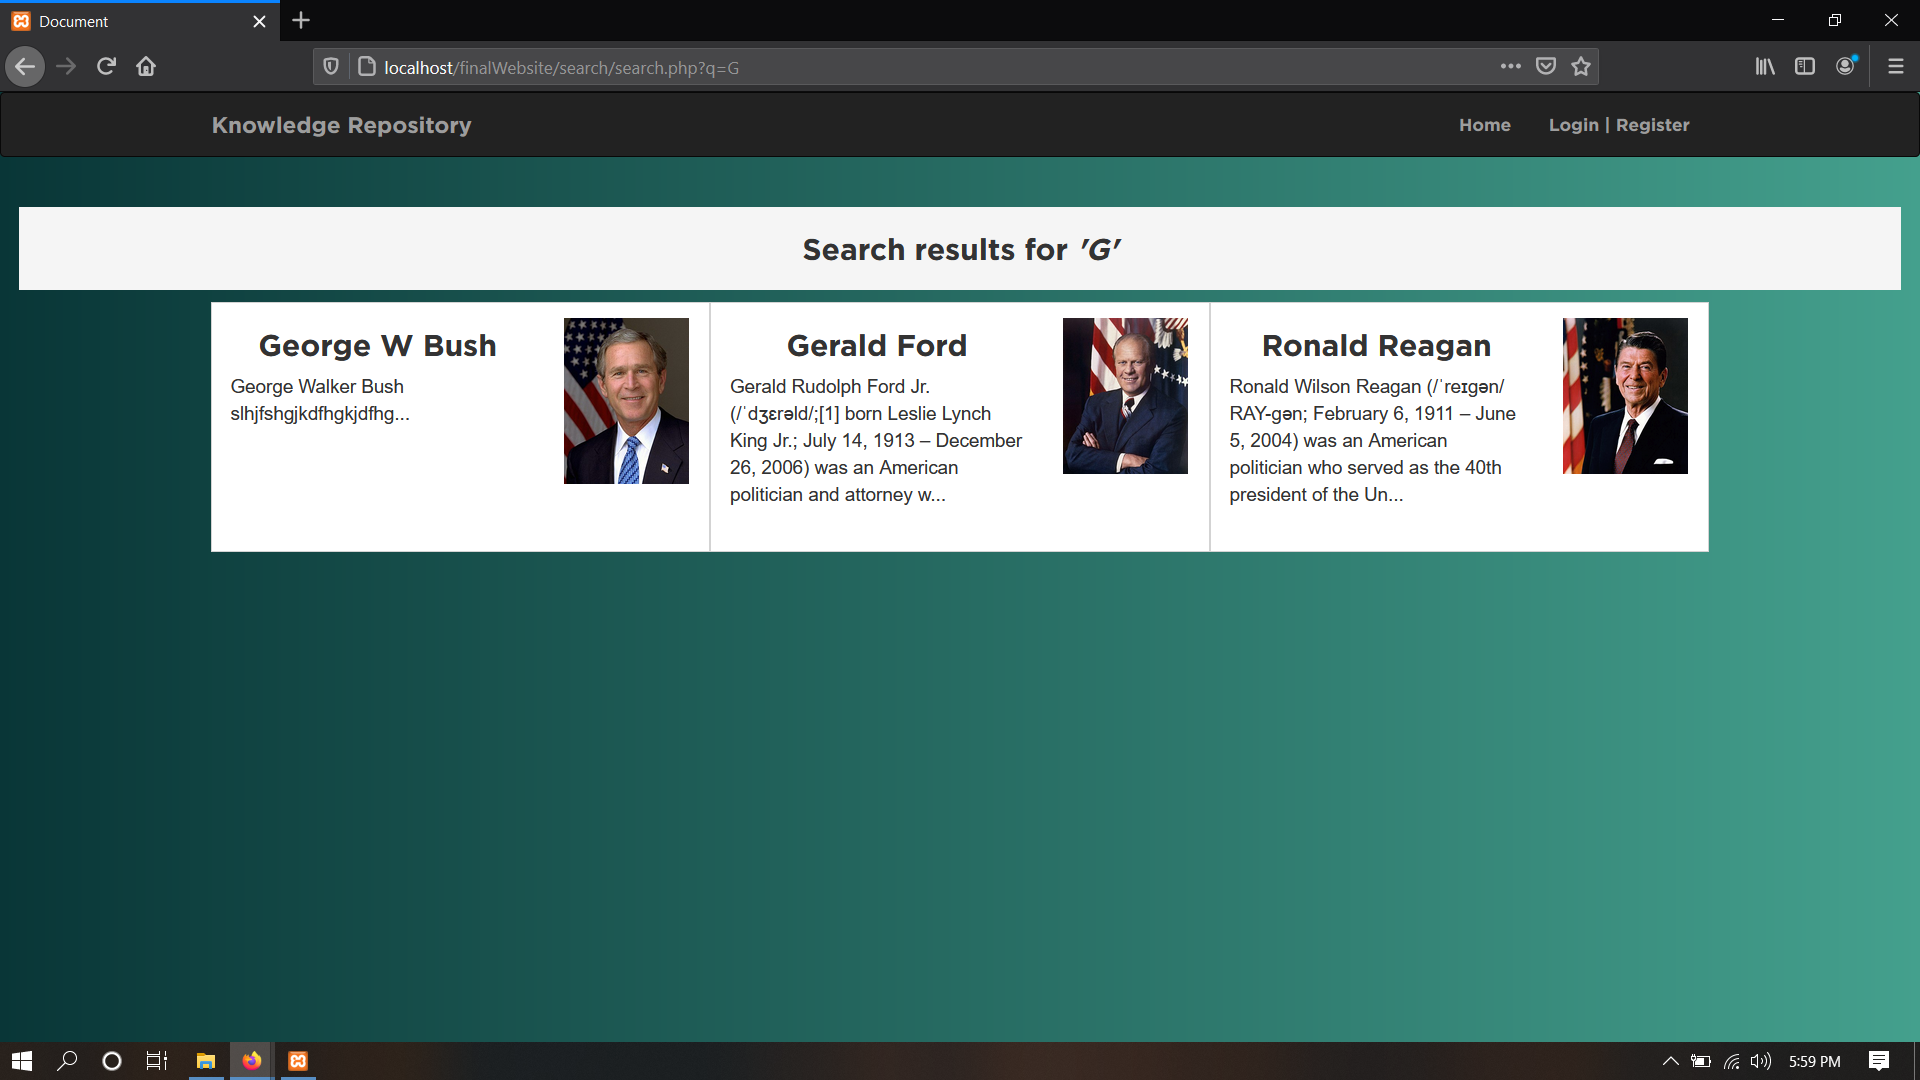 Document
localhost/finalWebsite/search/search.php?q=G
Knowledge Repository
Home
Login | Register
Search results for 'G'
George W Bush
George Walker Bush
slhjfshgjkdfhgkjdfhg...
Gerald Ford
Gerald Rudolph Ford Jr.
(/ˈdʒɛrəld/;[1] born Leslie Lynch
King Jr.; July 14, 1913 – December
26, 2006) was an American
politician and attorney w...
Ronald Reagan
Ronald Wilson Reagan (/ˈreɪɡən/
RAY-gən; February 6, 1911 – June
5, 2004) was an American
politician who served as the 40th
president of the Un...
5:59 PM